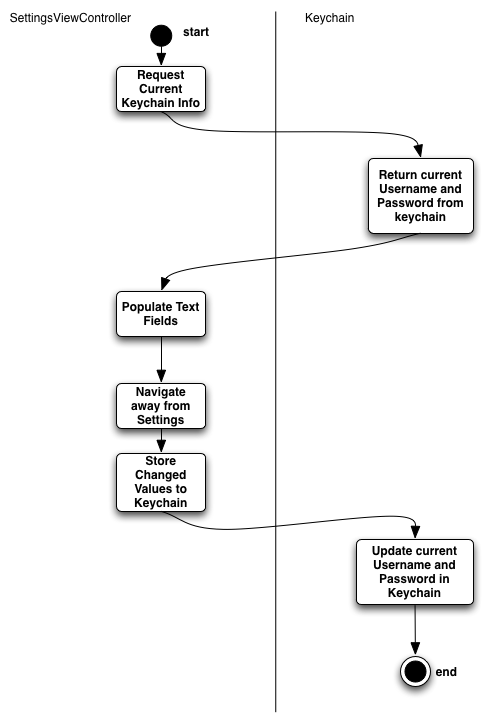 SettingsViewController
Keychain
start
Request
Current
Keychain Info
Return current
Username and
Password from
keychain
Populate Text
Fields
Navigate
away from
Settings
Store
Changed
Values to
Keychain
Update current
Username and
Password in
Keychain
end